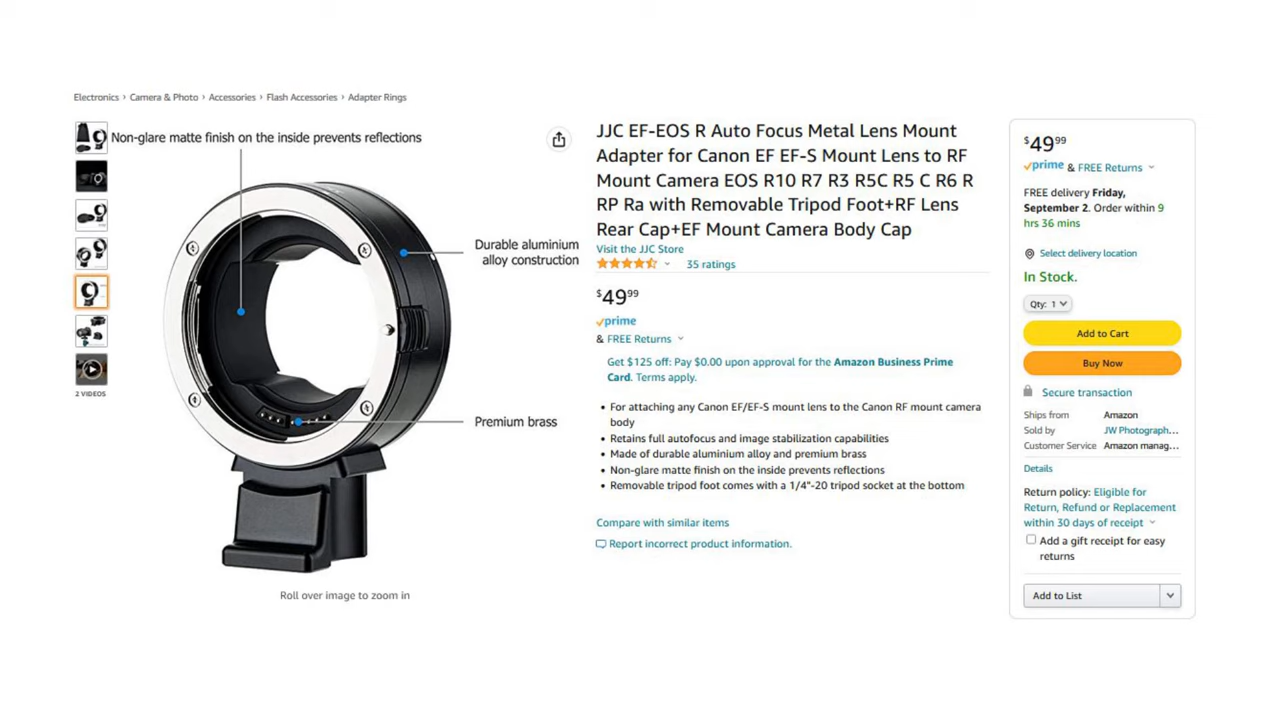 Electronics › Camera & Photo › Accessories › Flash Accessories › Adapter Rings
Non-glare matte finish on the inside prevents reflections
Durable aluminium
alloy construction
Premium brass
2 VIDEOS
Roll over image to zoom in
JJC EF-EOS R Auto Focus Metal Lens Mount
Adapter for Canon EF EF-S Mount Lens to RF
Mount Camera EOS R10 R7 R3 R5C R5 C R6 R
RP Ra with Removable Tripod Foot+RF Lens
Rear Cap+EF Mount Camera Body Cap
Visit the JJC Store
35 ratings
$4999
prime
& FREE Returns
Get $125 off: Pay $0.00 upon approval for the Amazon Business Prime
Card. Terms apply.
• For attaching any Canon EF/EF-S mount lens to the Canon RF mount camera
body
• Retains full autofocus and image stabilization capabilities
• Made of durable aluminium alloy and premium brass
• Non-glare matte finish on the inside prevents reflections
• Removable tripod foot comes with a 1/4"-20 tripod socket at the bottom
Compare with similar items
Report incorrect product information.
$4999
prime & FREE Returns
FREE delivery Friday,
September 2. Order within 9
hrs 36 mins
Select delivery location
In Stock.
Qty: 1
Add to Cart
Buy Now
Secure transaction
Ships from Amazon
Sold by JW Photograph...
Customer Service Amazon manag...
Details
Return policy: Eligible for
Return, Refund or Replacement
within 30 days of receipt
Add a gift receipt for easy
returns
Add to List